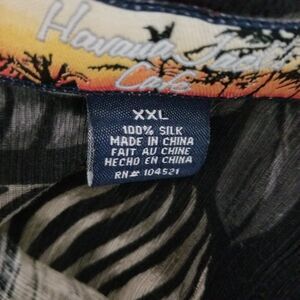 Havana Jack's
Cafe
XXL
100% SILK
MADE IN CHINA
FAIT AU CHINE
HECHO EN CHINA
RN# 104521